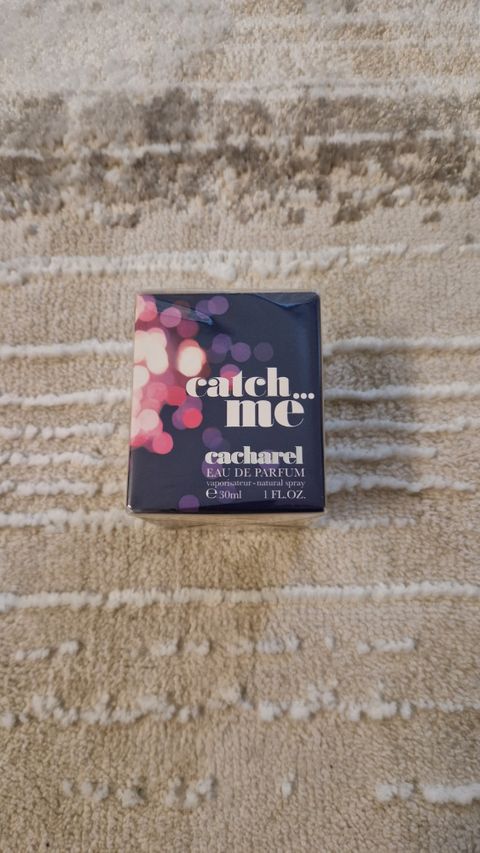 catch...
me
cacharel
EAU DE PARFUM
vaporisateur - natural spray
℮ 30ml 1 FL.OZ.